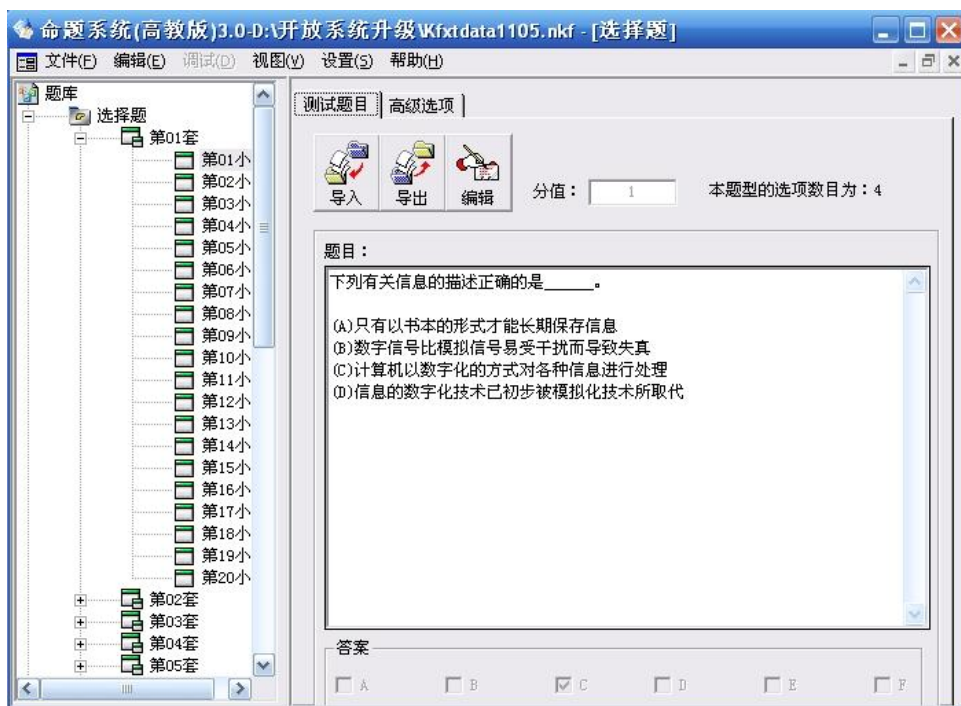 命题系统(高教版)3.0-D:\开放系统升级\Kfxtdata1105.nkf - [选择题]
文件(F) 编辑(E) 调试(D) 视图(V) 设置(S) 帮助(H)
题库
选择题
第01套
第01小
第02小
第03小
第04小
第05小
第06小
第07小
第08小
第09小
第10小
第11小
第12小
第13小
第14小
第15小
第16小
第17小
第18小
第19小
第20小
第02套
第03套
第04套
第05套
测试题目 高级选项
导入 导出 编辑 分值： 1 本题型的选项数目为：4
题目：
下列有关信息的描述正确的是______。
(A)只有以书本的形式才能长期保存信息
(B)数字信号比模拟信号易受干扰而导致失真
(C)计算机以数字化的方式对各种信息进行处理
(D)信息的数字化技术已初步被模拟化技术所取代
答案
A B C D E F